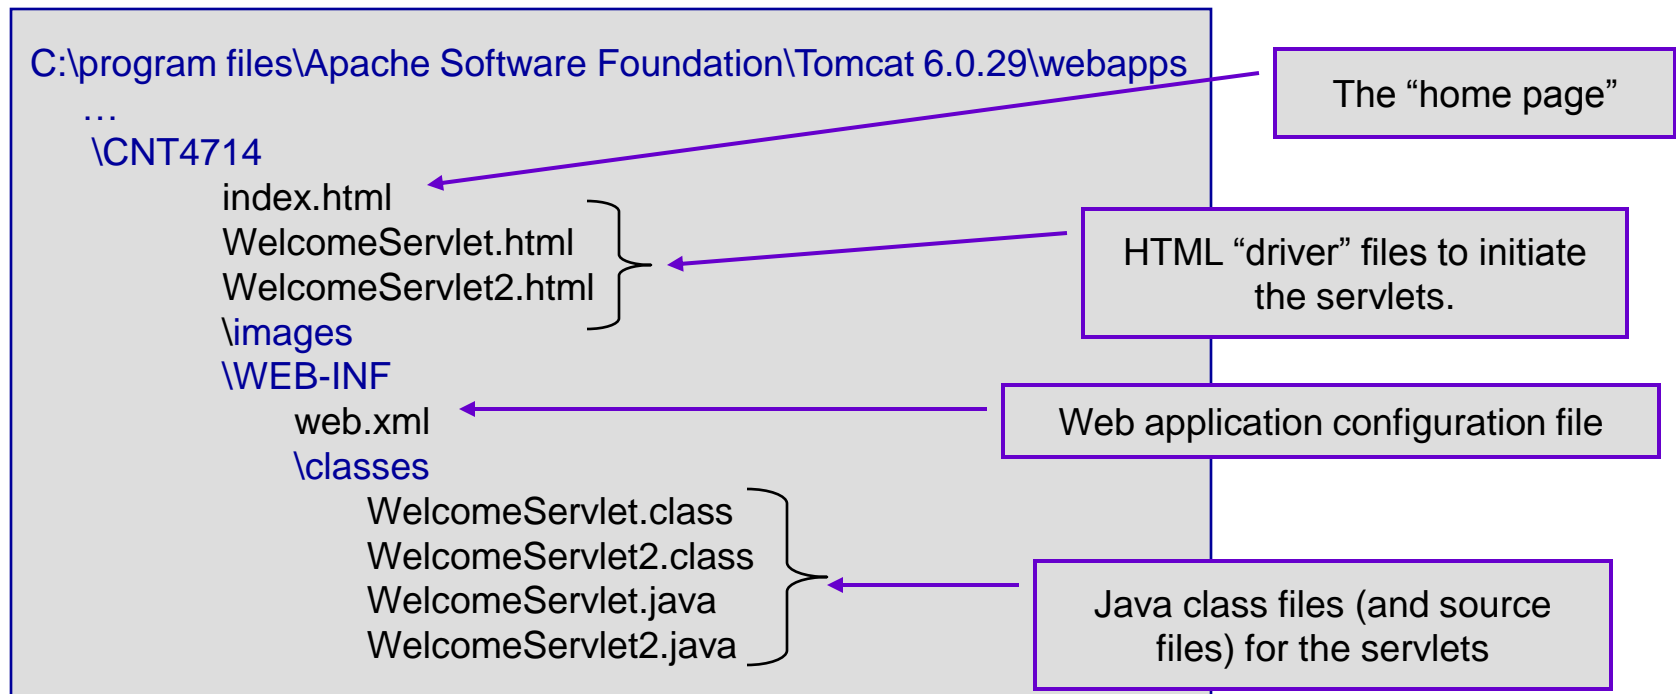 C:\program files\Apache Software Foundation\Tomcat 6.0.29\webapps
…
\CNT4714
index.html
WelcomeServlet.html
WelcomeServlet2.html
\images
\WEB-INF
web.xml
\classes
WelcomeServlet.class
WelcomeServlet2.class
WelcomeServlet.java
WelcomeServlet2.java
The “home page”
HTML “driver” files to initiate
the servlets.
Web application configuration file
Java class files (and source
files) for the servlets